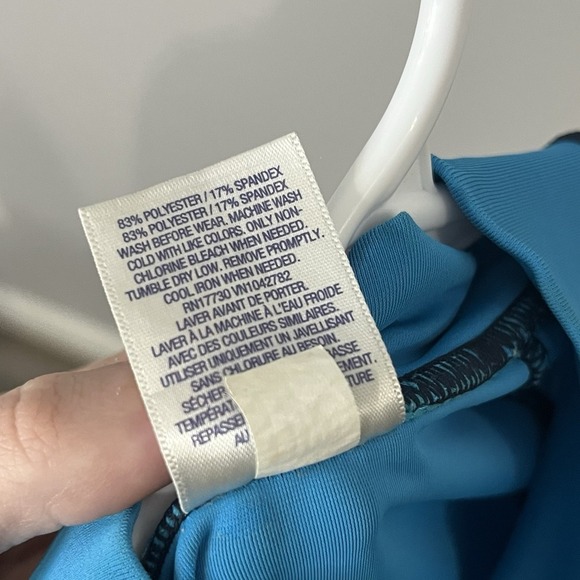 83% POLYESTER / 17% SPANDEX
83% POLYESTER / 17% SPANDEX
WASH BEFORE WEAR. MACHINE WASH
COLD WITH LIKE COLORS. ONLY NON-
CHLORINE BLEACH WHEN NEEDED.
TUMBLE DRY LOW. REMOVE PROMPTLY.
COOL IRON WHEN NEEDED.
RN17730 VN1042782
LAVER AVANT DE PORTER.
LAVER À LA MACHINE À L'EAU FROIDE
AVEC DES COULEURS SIMILAIRES.
UTILISER UNIQUEMENT UN JAVELLISANT
SANS CHLORURE AU BESOIN.